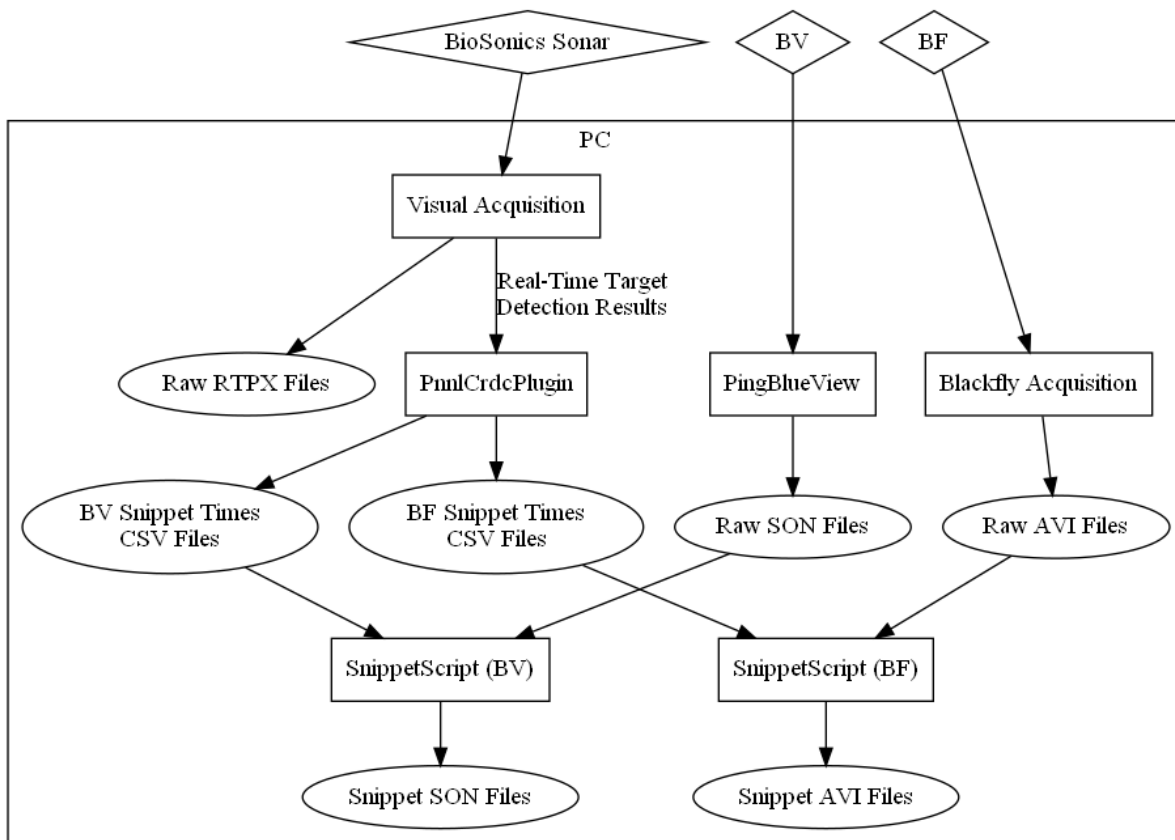 BioSonics Sonar
BV
BF
PC
Visual Acquisition
Real-Time Target
Detection Results
Raw RTPX Files
PnnlCrdcPlugin
PingBlueView
Blackfly Acquisition
BV Snippet Times
CSV Files
BF Snippet Times
CSV Files
Raw SON Files
Raw AVI Files
SnippetScript (BV)
SnippetScript (BF)
Snippet SON Files
Snippet AVI Files